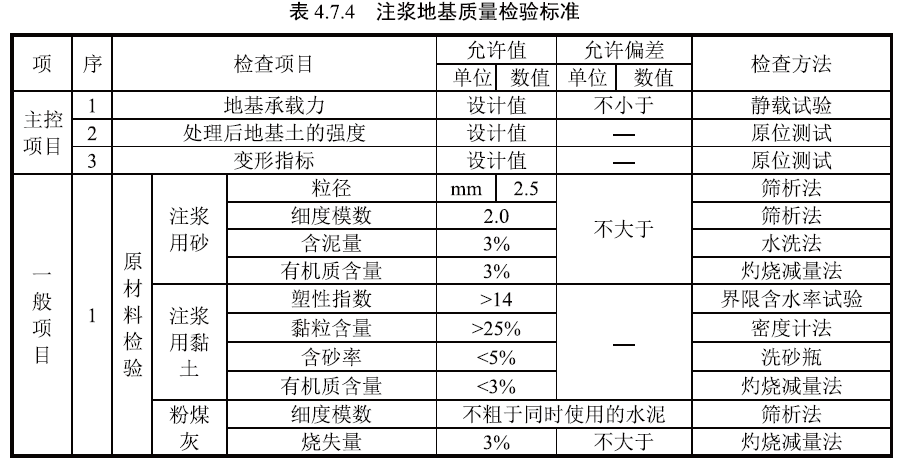 表 4.7.4 注浆地基质量检验标准
项 序 检查项目 允许值 允许偏差 检查方法
单位 数值 单位 数值
主控项目 1 地基承载力 设计值 不小于 静载试验
2 处理后地基土的强度 设计值 — 原位测试
3 变形指标 设计值 — 原位测试
一般项目 1 原材料检验 注浆用砂 粒径 mm 2.5 不大于 筛析法
细度模数 2.0 筛析法
含泥量 3% 水洗法
有机质含量 3% 灼烧减量法
注浆用黏土 塑性指数 >14 — 界限含水率试验
黏粒含量 >25% 密度计法
含砂率 <5% 洗砂瓶
有机质含量 <3% 灼烧减量法
粉煤灰 细度模数 不粗于同时使用的水泥 筛析法
烧失量 3% 不大于 灼烧减量法